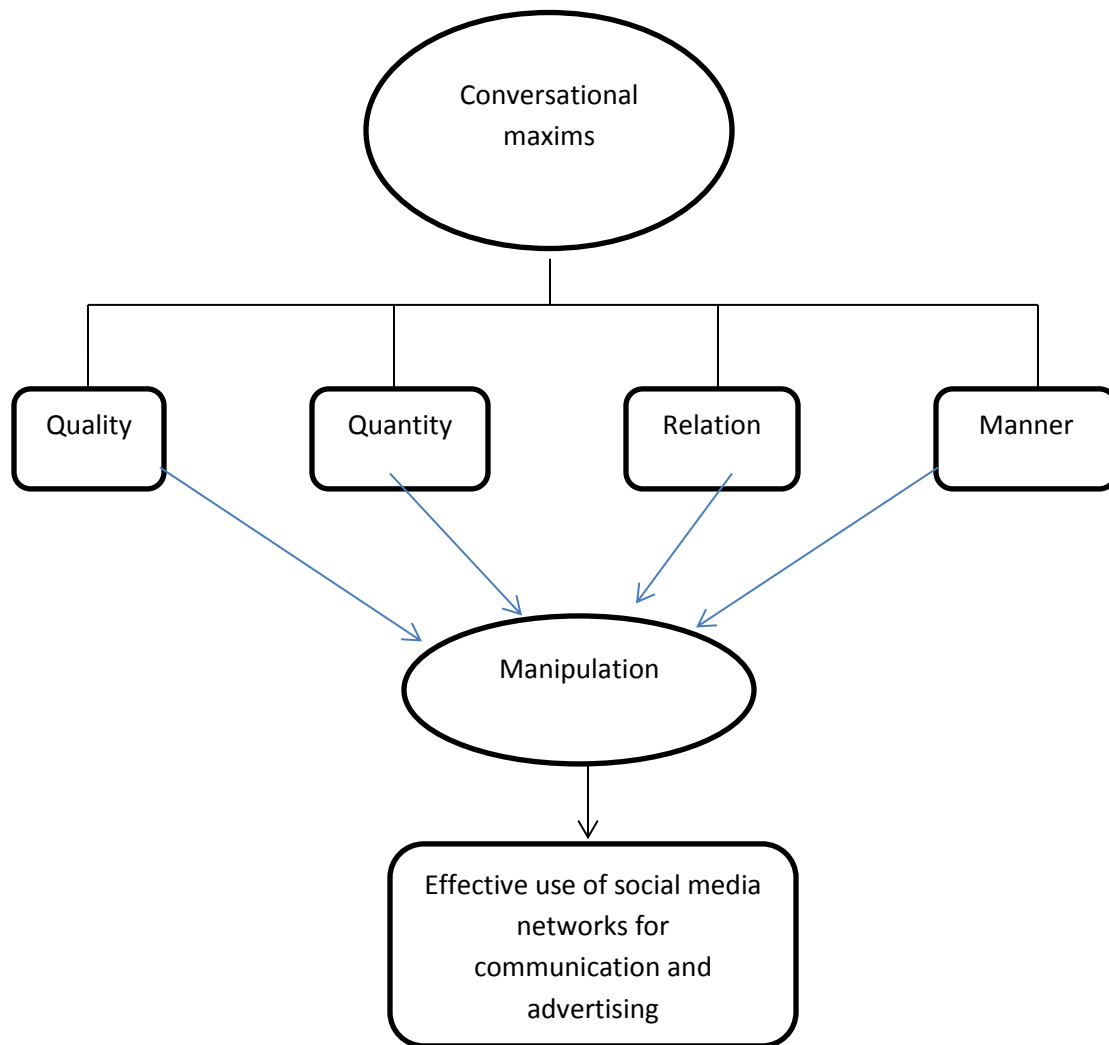 Conversational
maxims
Quality
Quantity
Relation
Manner
Manipulation
Effective use of social media
networks for
communication and
advertising